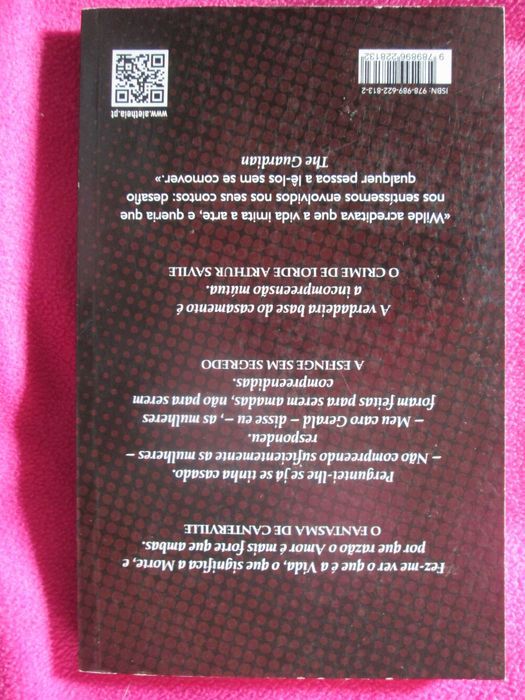 Fez-me ver o que é a Vida, o que significa a Morte, e
por que razão o Amor é mais forte que ambas.
O FANTASMA DE CANTERVILLE
Perguntei-lhe se já se tinha casado.
– Não compreendo suficientemente as mulheres –
respondeu.
– Meu caro Gerald – disse eu –, as mulheres
foram feitas para serem amadas, não para serem
compreendidas.
A ESFINGE SEM SEGREDO
A verdadeira base do casamento é
a incompreensão mútua.
O CRIME DE LORDE ARTHUR SAVILE
«Wilde acreditava que a vida imita a arte, e queria que
nos sentíssemos envolvidos nos seus contos: desafio
qualquer pessoa a lê-los sem se comover.»
The Guardian
ISBN: 978-989-622-813-2
9 789896 228132
www.aletheia.pt